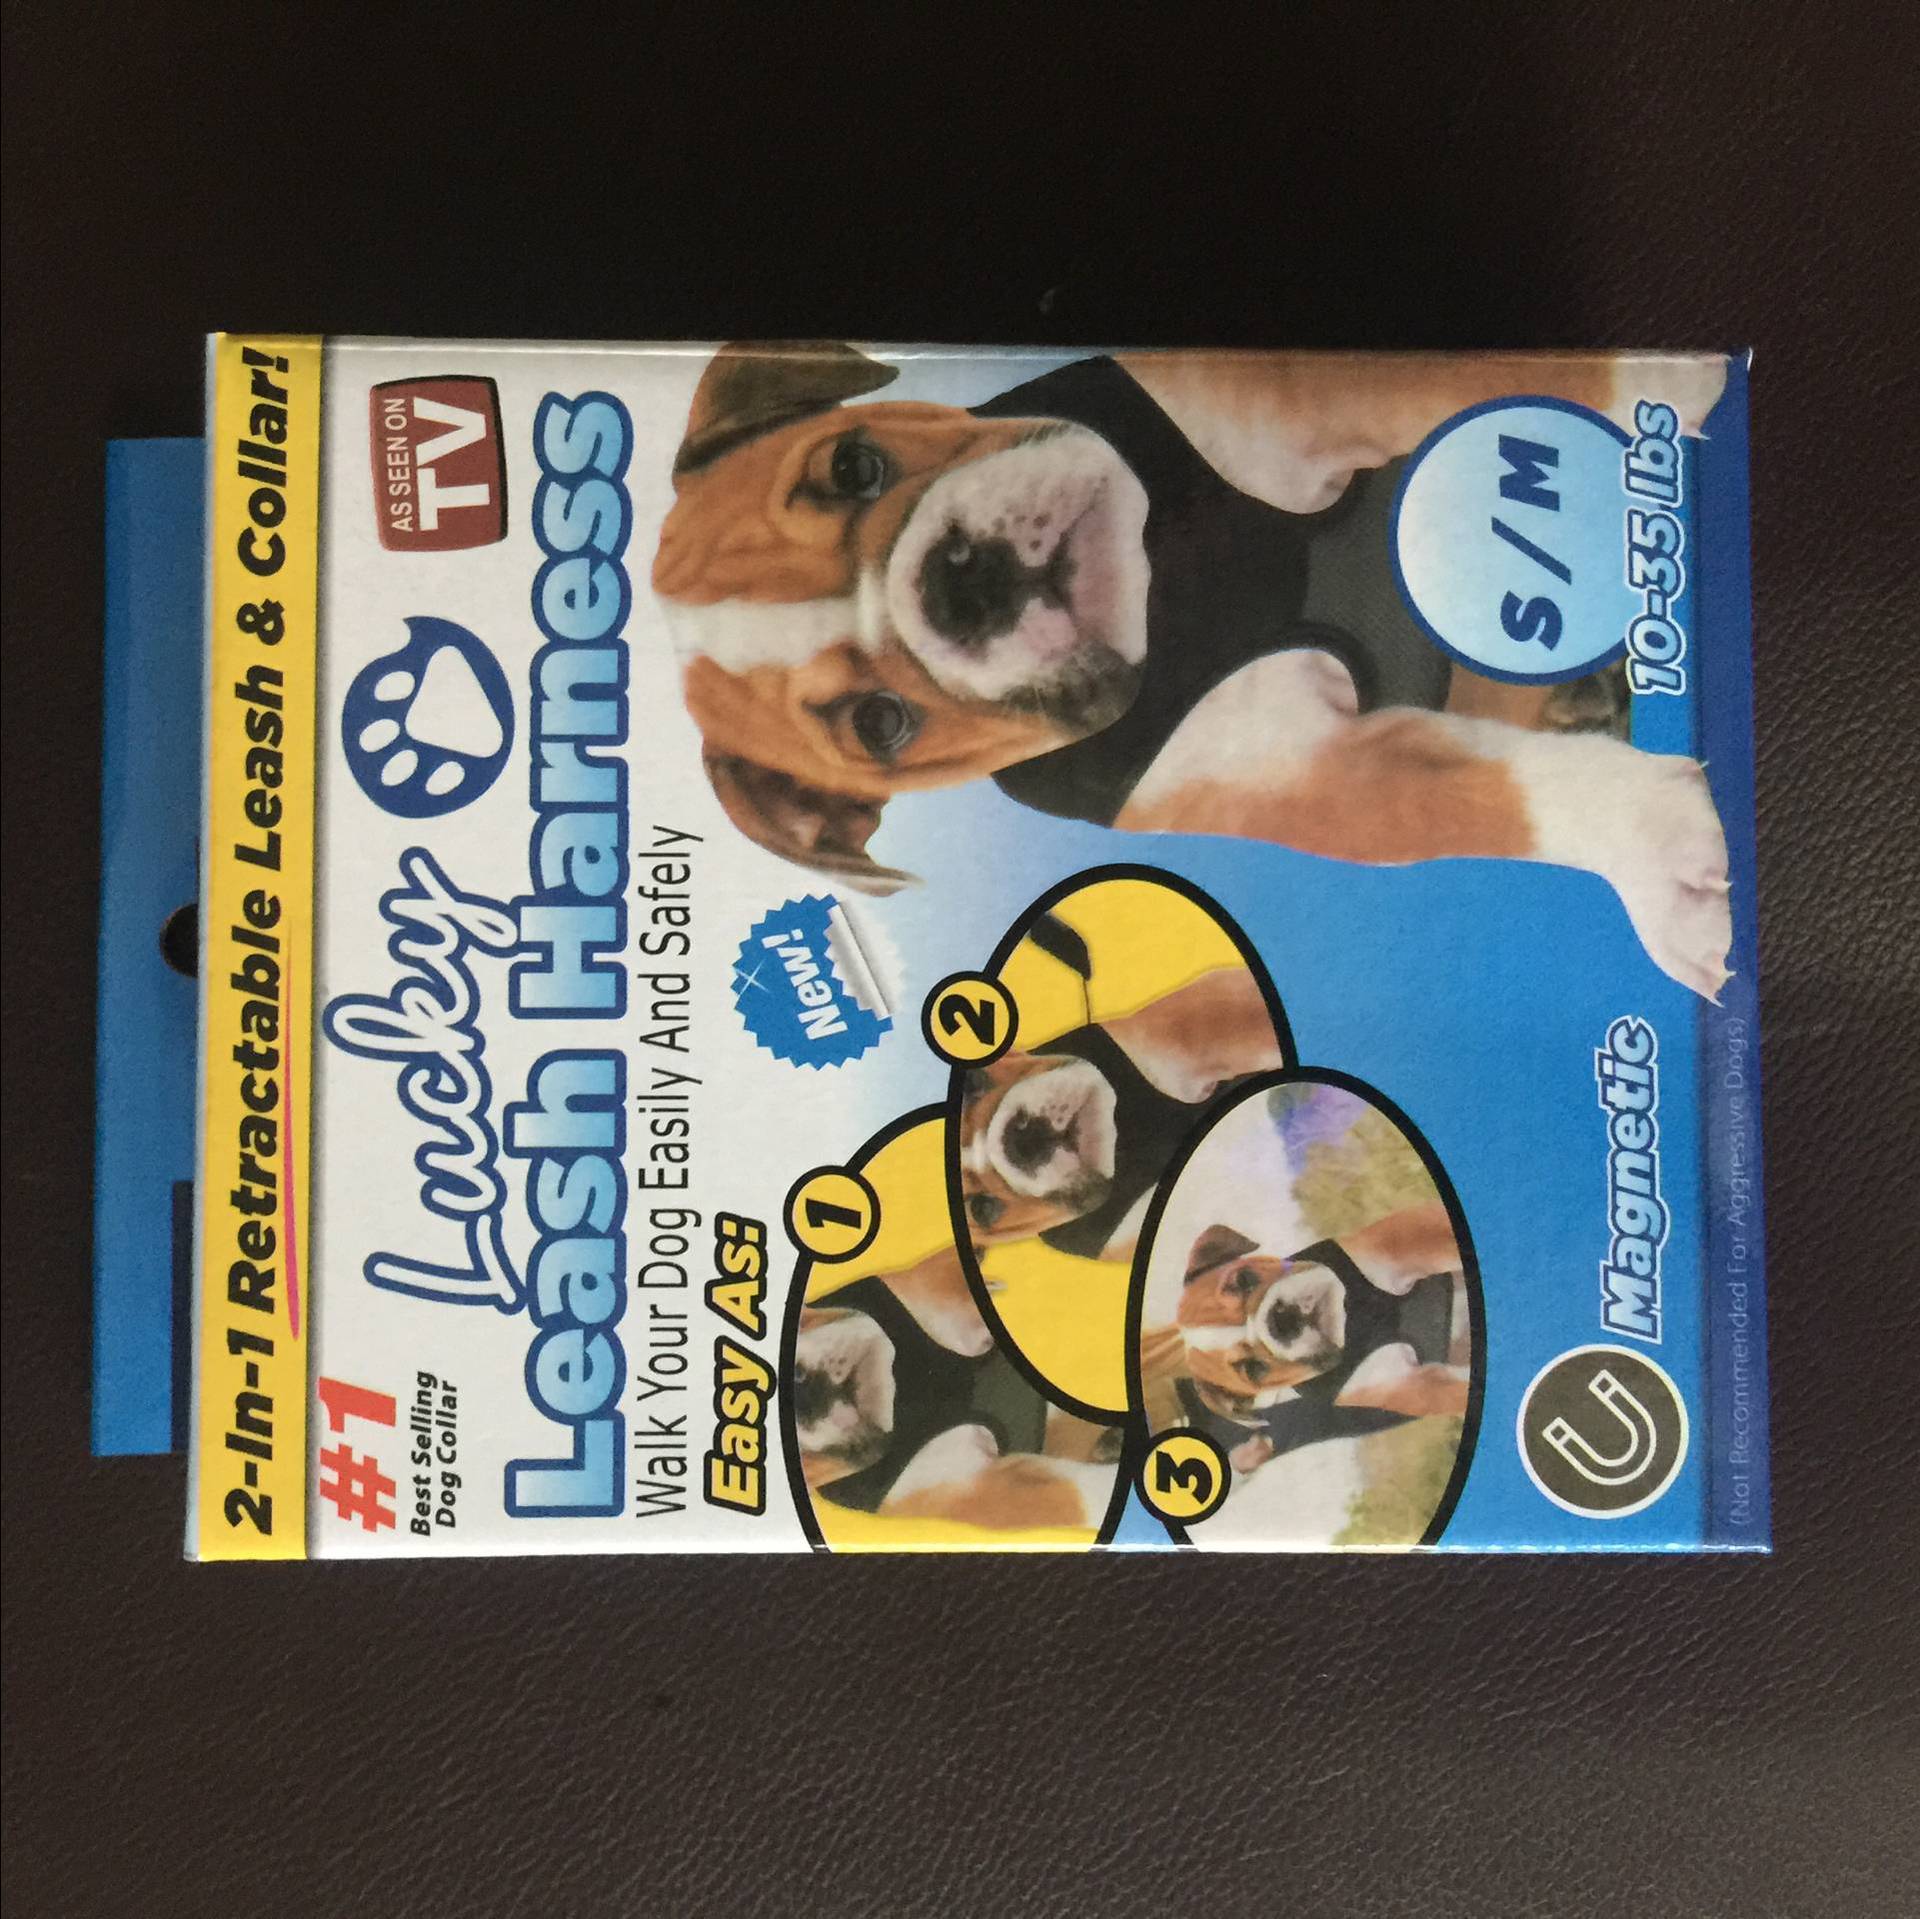 2-In-1 Retractable Leash & Collar!
#1
Best Selling
Dog Collar
AS SEEN ON
TV
Lucky
Leash Harness
Walk Your Dog Easily And Safely
Easy As:
New!
1
2
3
S/M
10-35 lbs
Magnetic
(Not Recommended For Aggressive Dogs)